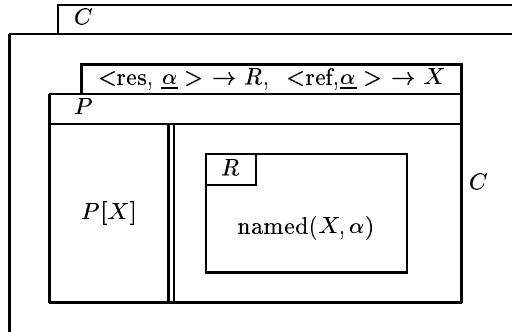 C
<res, α > → R, <ref,α > → X
P
R
C
P[X]
named(X, α)